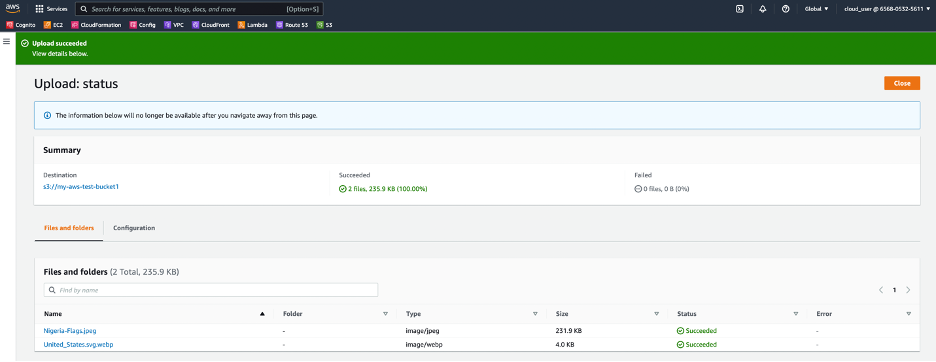 aws
Services
Search for services, features, blogs, docs, and more [Option+S]
Global
cloud_user @ 6568-0532-5611
Cognito EC2 CloudFormation Config VPC CloudFront Lambda Route 53 S3
Upload succeeded
View details below.
Upload: status
Close
The information below will no longer be available after you navigate away from this page.
Summary
Destination Succeeded Failed
s3://my-aws-test-bucket1 2 files, 235.9 KB (100.00%) 0 files, 0 B (0%)
Files and folders Configuration
Files and folders (2 Total, 235.9 KB)
Find by name
1
Name Folder Type Size Status Error
Nigeria-Flags.jpeg - image/jpeg 231.9 KB Succeeded -
United_States.svg.webp - image/webp 4.0 KB Succeeded -